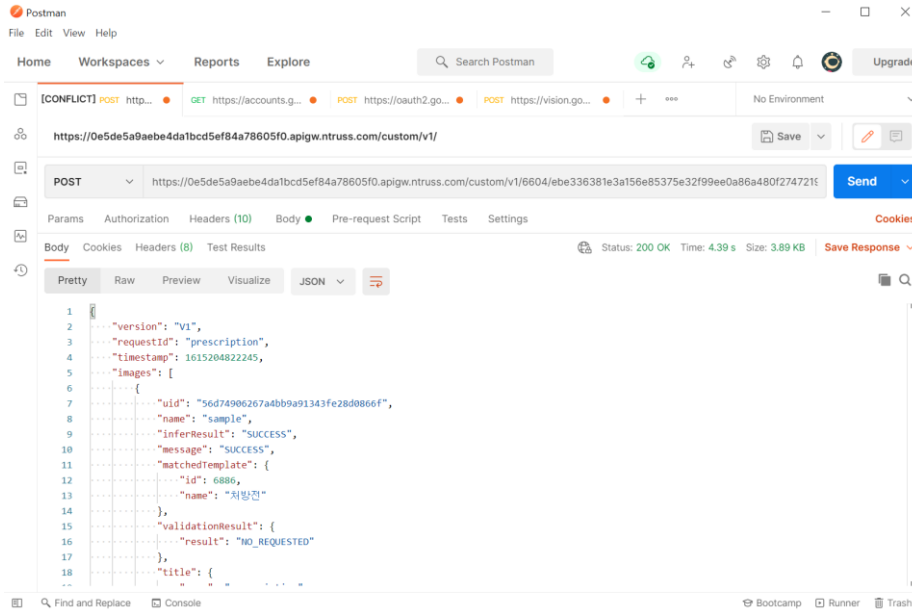 Postman
File Edit View Help
Home Workspaces Reports Explore Search Postman Upgrade
[CONFLICT] POST http... GET https://accounts.g... POST https://oauth2.go... POST https://vision.go... No Environment
https://0e5de5a9aebe4da1bcd5ef84a78605f0.apigw.ntruss.com/custom/v1/ Save
POST https://0e5de5a9aebe4da1bcd5ef84a78605f0.apigw.ntruss.com/custom/v1/6604/ebe336381e3a156e85375e32f99ee0a86a480f2747219 Send
Params Authorization Headers (10) Body Pre-request Script Tests Settings Cookies
Body Cookies Headers (8) Test Results Status: 200 OK Time: 4.39 s Size: 3.89 KB Save Response
Pretty Raw Preview Visualize JSON
1 {
2 "version": "V1",
3 "requestId": "prescription",
4 "timestamp": 1615204822245,
5 "images": [
6 {
7 "uid": "56d74906267a4bb9a91343fe28d0866f",
8 "name": "sample",
9 "inferResult": "SUCCESS",
10 "message": "SUCCESS",
11 "matchedTemplate": {
12 "id": 6886,
13 "name": "처방전"
14 },
15 "validationResult": {
16 "result": "NO_REQUESTED"
17 },
18 "title": {
Find and Replace Console Bootcamp Runner Trash